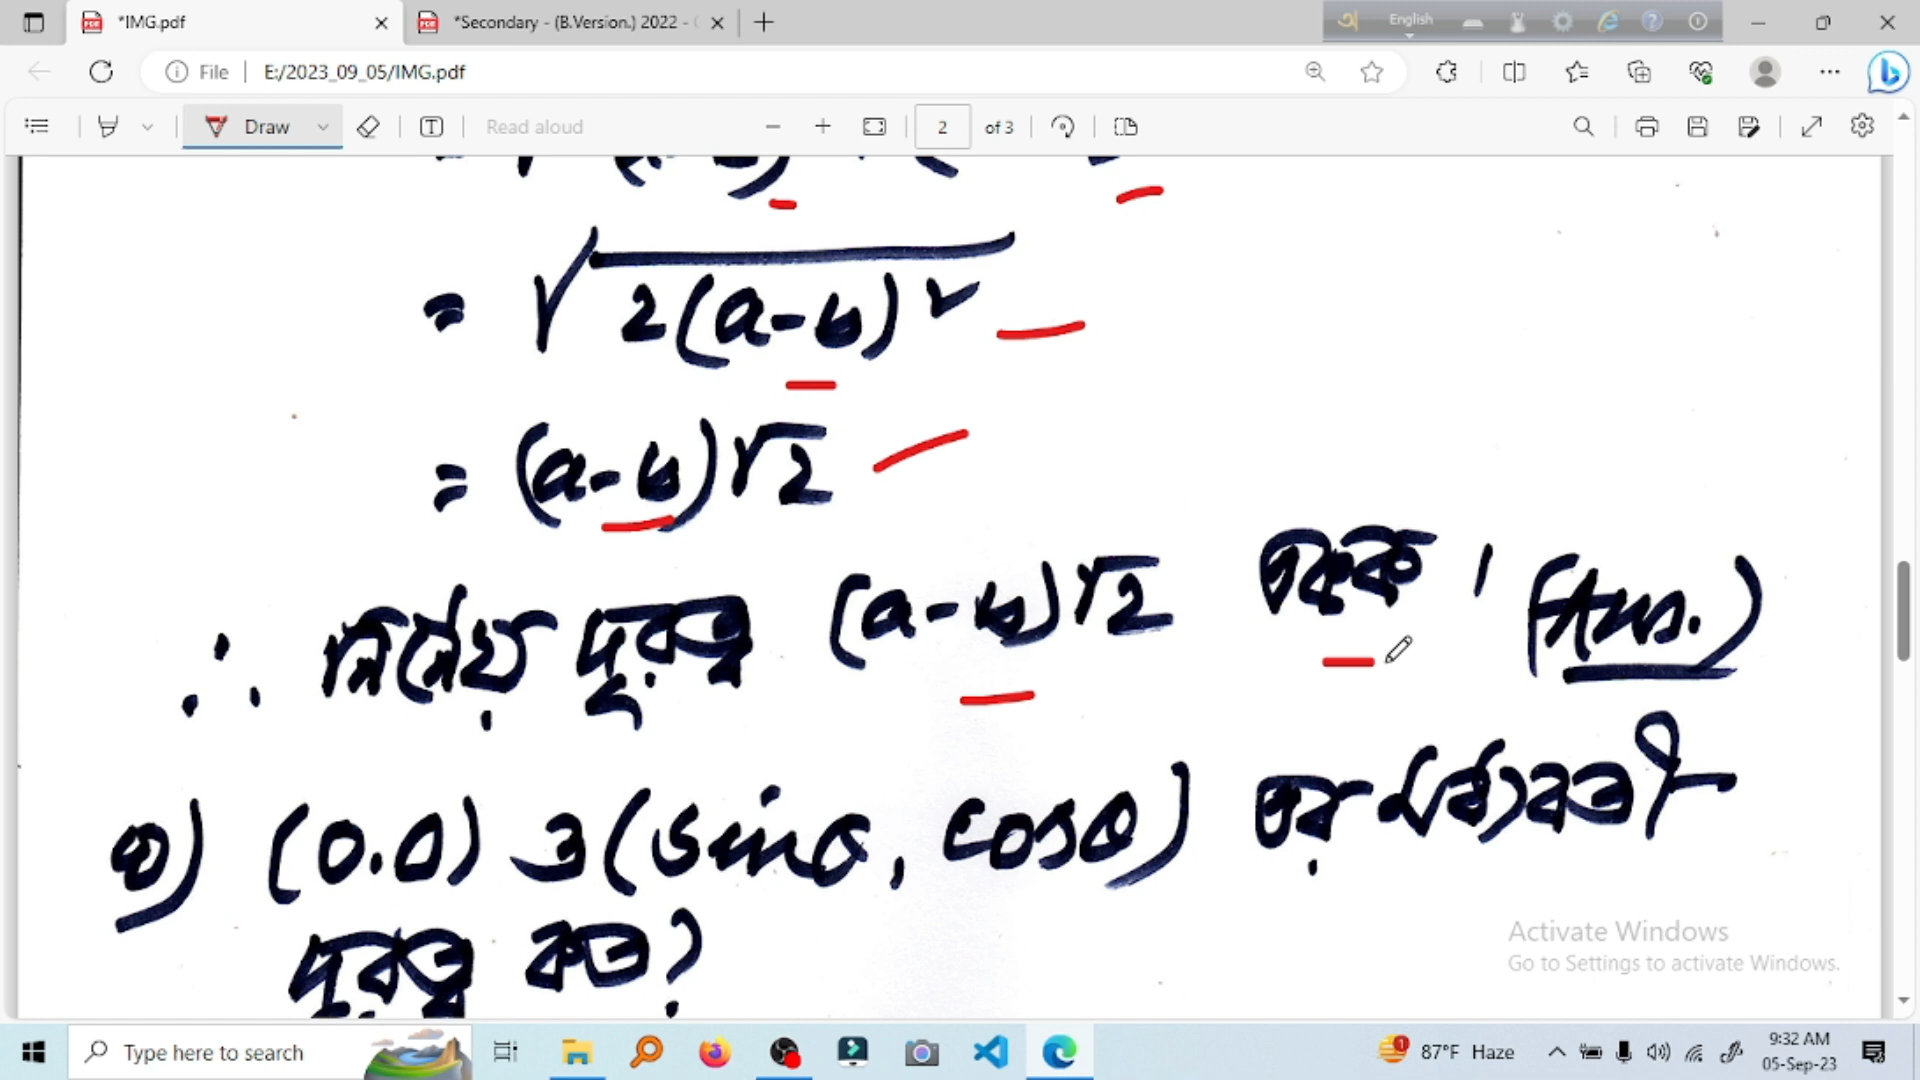 *IMG.pdf
*Secondary - (B.Version.) 2022 -
English
File
E:/2023_09_05/IMG.pdf
Draw
Read aloud
2
of 3
= √2(a-b)²
= (a-b)√2
∴ নির্ণেয় দূরত্ব (a-b)√2 একক। (Ans.)
(0.0) ও (sinθ, cosθ) এর মধ্যবর্তী
দূরত্ব কত?
Activate Windows
Go to Settings to activate Windows.
Type here to search
1
87°F Haze
9:32 AM
05-Sep-23